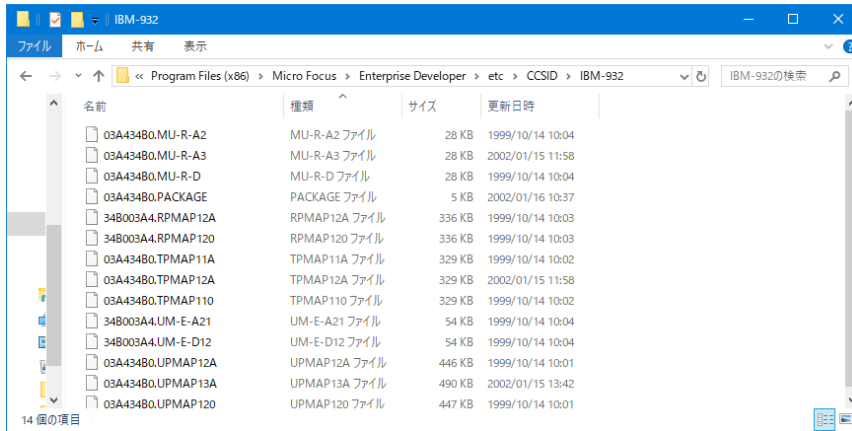 IBM-932
ファイル ホーム 共有 表示
« Program Files (x86) > Micro Focus > Enterprise Developer > etc > CCSID > IBM-932 IBM-932の検索
名前 種類 サイズ 更新日時
03A434B0.MU-R-A2 MU-R-A2 ファイル 28 KB 1999/10/14 10:04
03A434B0.MU-R-A3 MU-R-A3 ファイル 28 KB 2002/01/15 11:58
03A434B0.MU-R-D MU-R-D ファイル 28 KB 1999/10/14 10:04
03A434B0.PACKAGE PACKAGE ファイル 5 KB 2002/01/16 10:37
34B003A4.RPMAP12A RPMAP12A ファイル 336 KB 1999/10/14 10:03
34B003A4.RPMAP120 RPMAP120 ファイル 336 KB 1999/10/14 10:03
03A434B0.TPMAP11A TPMAP11A ファイル 329 KB 1999/10/14 10:02
03A434B0.TPMAP12A TPMAP12A ファイル 329 KB 2002/01/15 11:58
03A434B0.TPMAP110 TPMAP110 ファイル 329 KB 1999/10/14 10:02
34B003A4.UM-E-A21 UM-E-A21 ファイル 54 KB 1999/10/14 10:04
34B003A4.UM-E-D12 UM-E-D12 ファイル 54 KB 1999/10/14 10:04
03A434B0.UPMAP12A UPMAP12A ファイル 446 KB 1999/10/14 10:01
03A434B0.UPMAP13A UPMAP13A ファイル 490 KB 2002/01/15 13:42
03A434B0.UPMAP120 UPMAP120 ファイル 447 KB 1999/10/14 10:01
14 個の項目